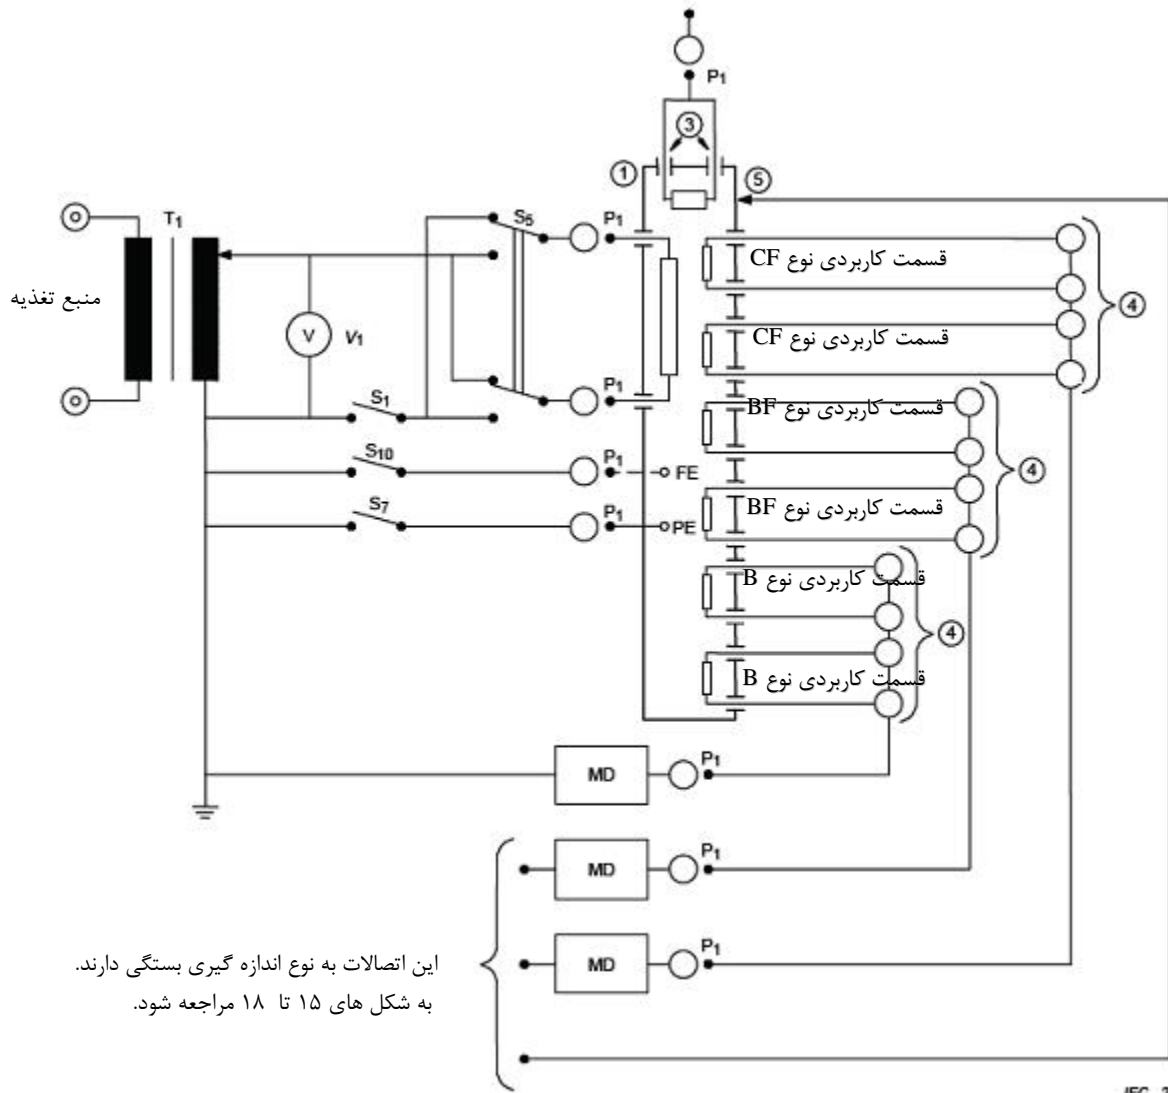 P1
③
① ⑤
T1
S5
P1
قسمت کاربردی نوع CF
④
منبع تغذیه
V V1
قسمت کاربردی نوع CF
P1
S1
قسمت کاربردی نوع BF
S10
P1
FE
④
S7
P1
PE
قسمت کاربردی نوع BF
قسمت کاربردی نوع B
④
قسمت کاربردی نوع B
MD P1
MD P1
MD P1
این اتصالات به نوع اندازه گیری بستگی دارند.
به شکل های ۱۵ تا ۱۸ مراجعه شود.